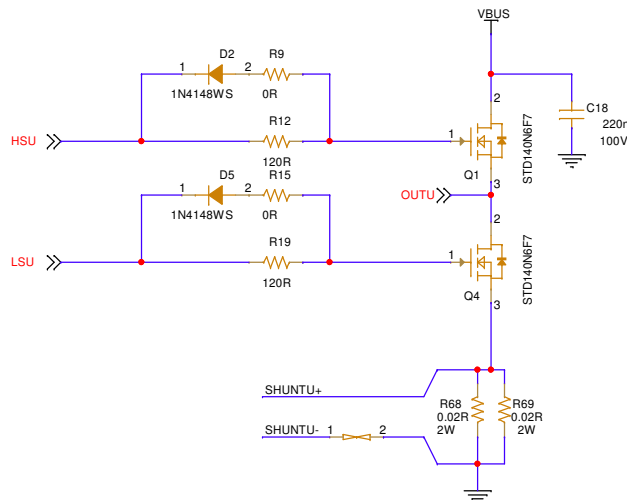 VBUS
D2 R9
1 2
1N4148WS 0R
2
C18
220n
100V
R12
HSU
120R
1
Q1
STD140N6F7
3
D5 R15
1 2
1N4148WS 0R
OUTU
2
R19
LSU
120R
1
Q4
STD140N6F7
3
SHUNTU+
R68 R69
0.02R 0.02R
2W 2W
SHUNTU- 1 2